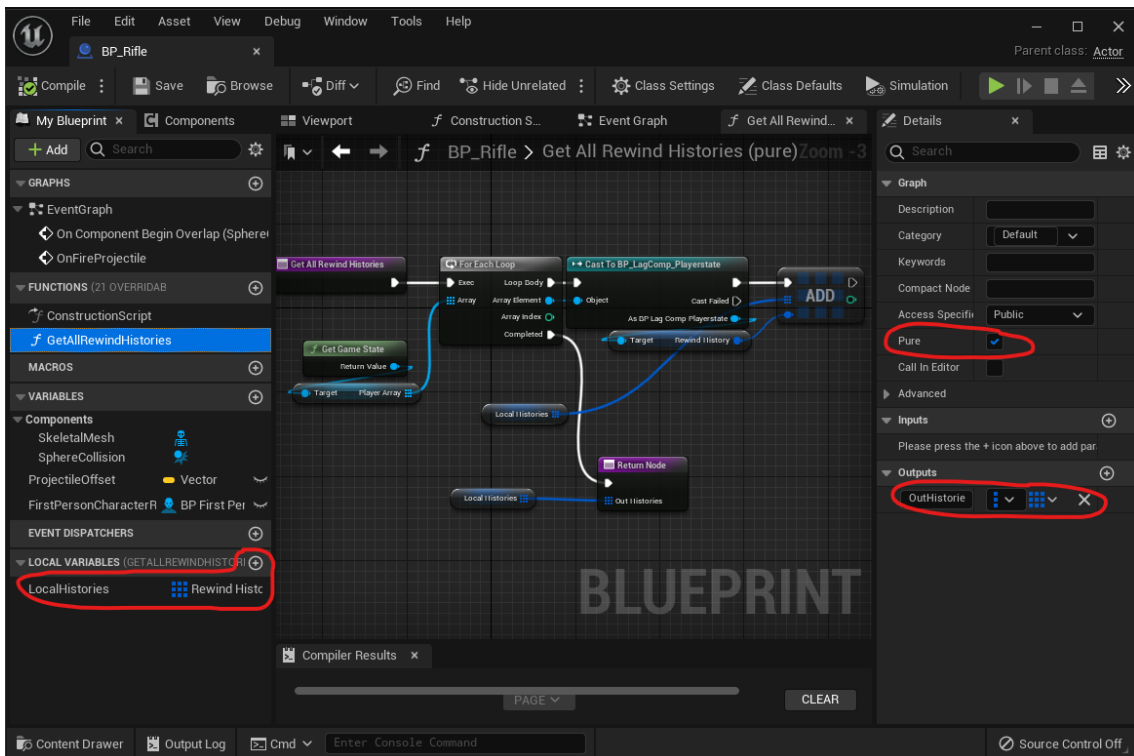 File Edit Asset View Debug Window Tools Help
BP_Rifle
Parent class: Actor
Compile Save Browse Diff Find Hide Unrelated Class Settings Class Defaults Simulation
My Blueprint Components Viewport Construction S... Event Graph Get All Rewind... Details
Add Search BP_Rifle > Get All Rewind Histories (pure) Zoom -3 Search
GRAPHS
EventGraph
On Component Begin Overlap (Sphere
OnFireProjectile
FUNCTIONS (21 OVERRIDAB
ConstructionScript
GetAllRewindHistories
MACROS
VARIABLES
Components
SkeletalMesh
SphereCollision
ProjectileOffset Vector
FirstPersonCharacterR BP First Per
EVENT DISPATCHERS
LOCAL VARIABLES (GETALLREWINDHISTORI
LocalHistories Rewind Histo
Get All Rewind Histories
For Each Loop
Exec Loop Body
Array Array Element
Array Index
Completed
Cast To BP_LagComp_Playerstate
Object Cast Failed
As BP Lag Comp Playerstate
ADD
Target Rewind History
Get Game State
Return Value
Target Player Array
Local Histories
Return Node
Local Histories Out Histories
BLUEPRINT
Graph
Description
Category Default
Keywords
Compact Node
Access Specifi Public
Pure
Call In Editor
Advanced
Inputs
Please press the + icon above to add par
Outputs
OutHistorie
Compiler Results
PAGE CLEAR
Content Drawer Output Log Cmd Enter Console Command Source Control Off